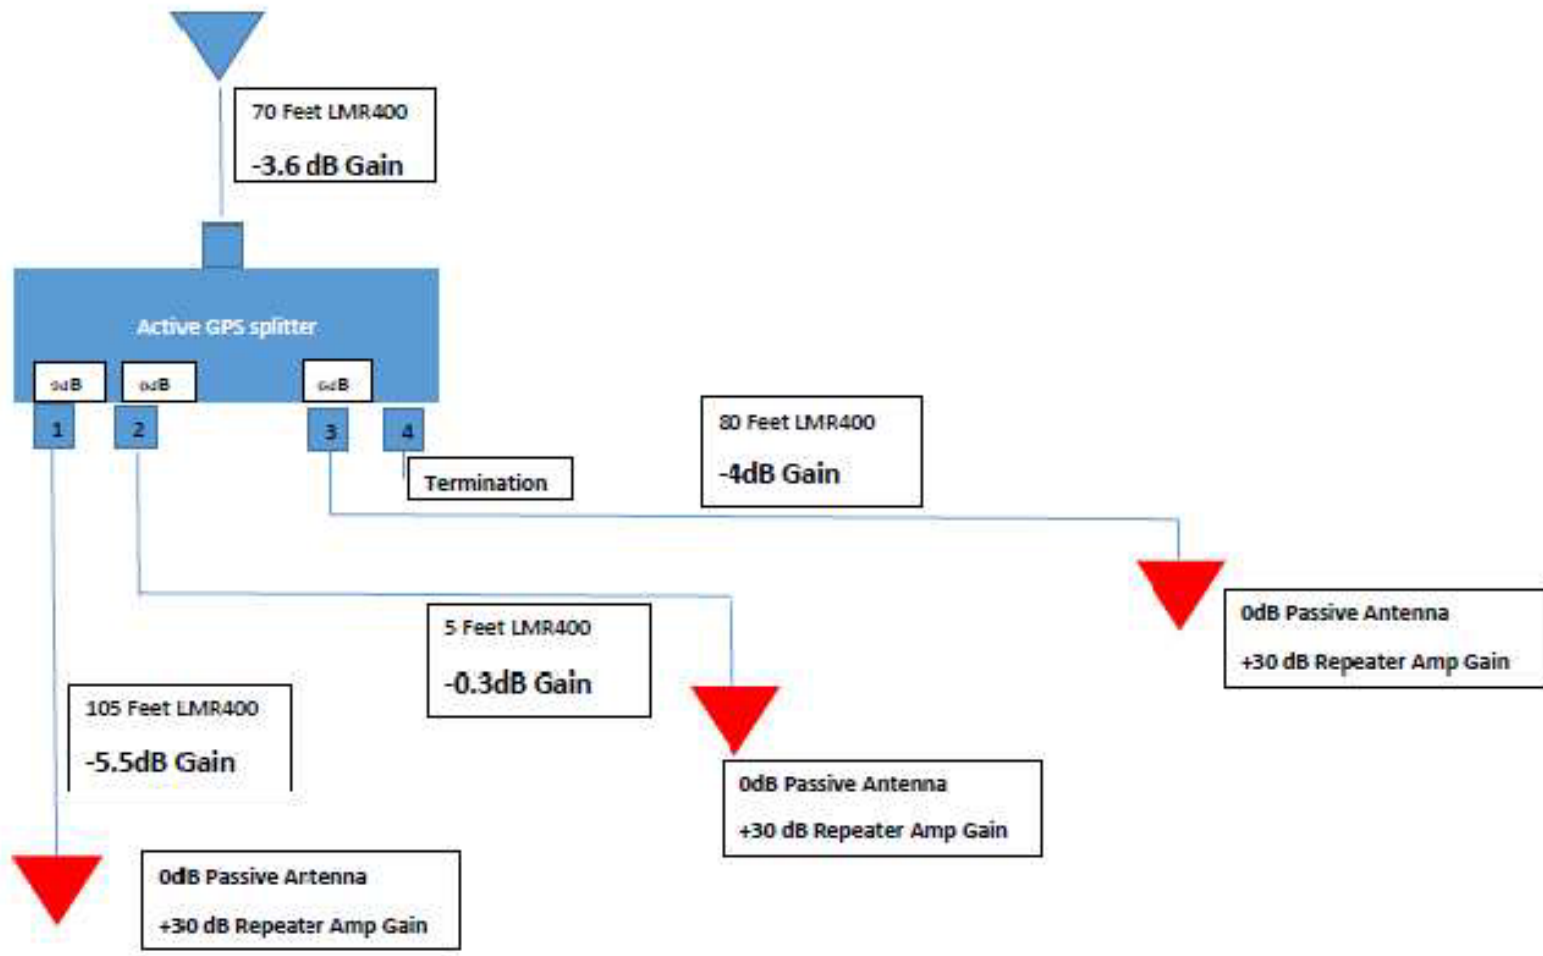 70 Feet LMR400
-3.6 dB Gain
Active GPS splitter
0dB
1
2
3
4
Termination
80 Feet LMR400
-4dB Gain
0dB Passive Antenna
+30 dB Repeater Amp Gain
5 Feet LMR400
-0.3dB Gain
0dB Passive Antenna
+30 dB Repeater Amp Gain
105 Feet LMR400
-5.5dB Gain
0dB Passive Antenna
+30 dB Repeater Amp Gain